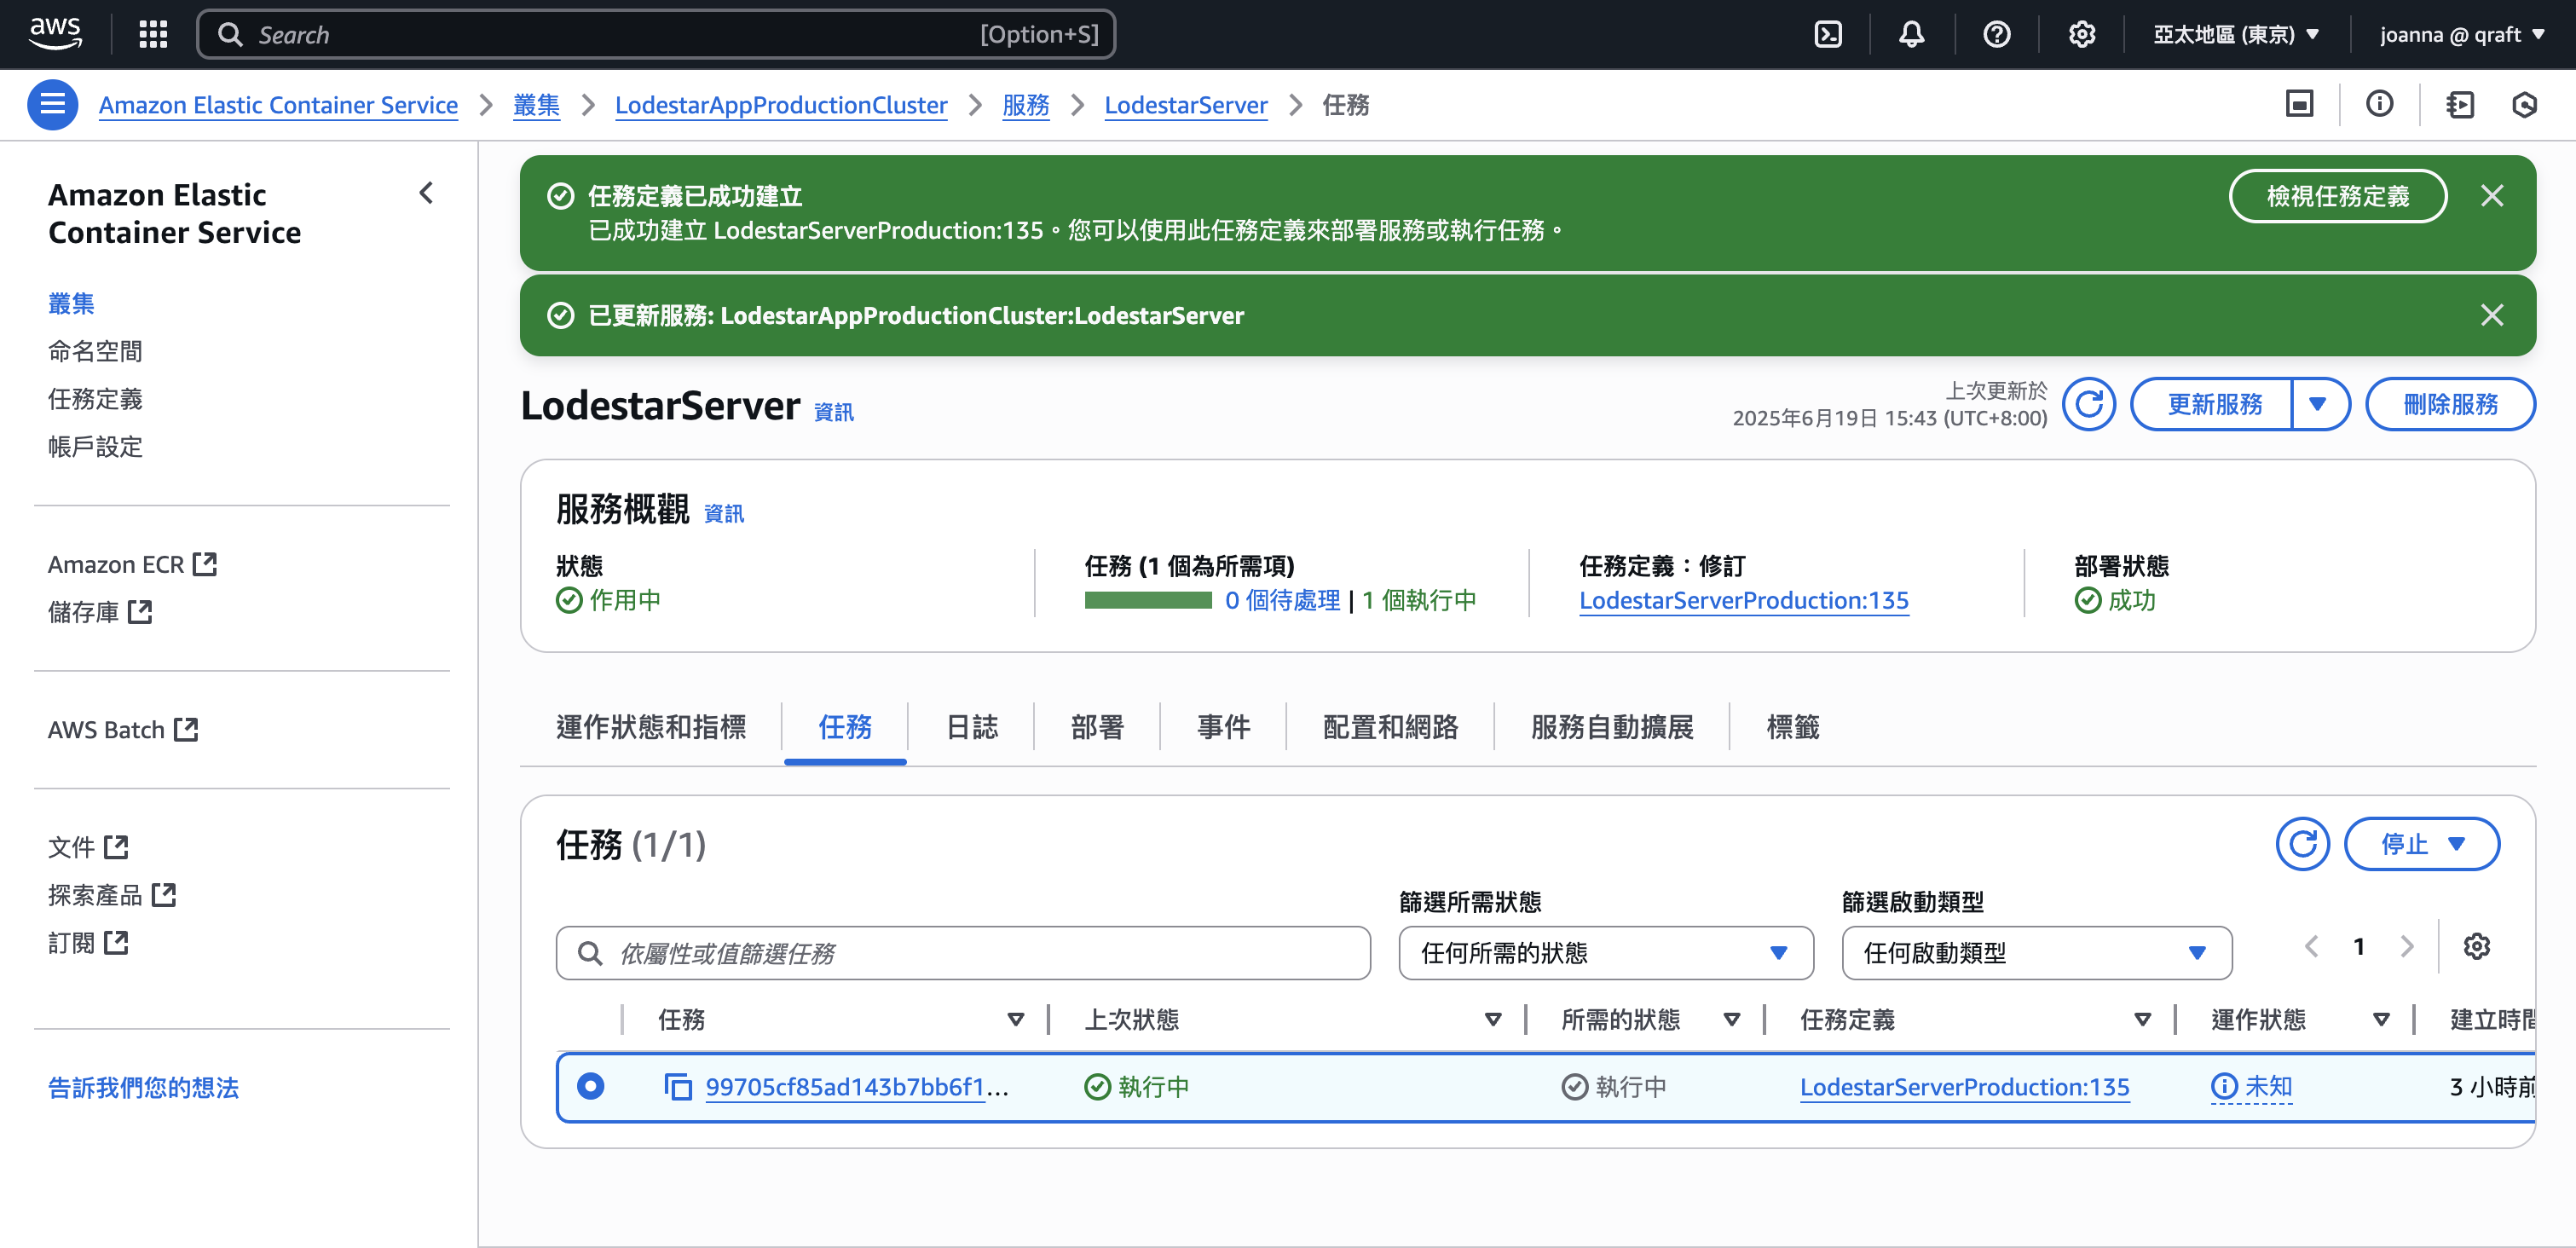 aws
Search
[Option+S]
亞太地區 (東京)
joanna @ qraft
Amazon Elastic Container Service
叢集
LodestarAppProductionCluster
服務
LodestarServer
任務
Amazon Elastic
Container Service
叢集
命名空間
任務定義
帳戶設定
Amazon ECR
儲存庫
AWS Batch
文件
探索產品
訂閱
告訴我們您的想法
任務定義已成功建立
已成功建立 LodestarServerProduction:135。您可以使用此任務定義來部署服務或執行任務。
檢視任務定義
已更新服務: LodestarAppProductionCluster:LodestarServer
LodestarServer 資訊
上次更新於
2025年6月19日 15:43 (UTC+8:00)
更新服務
刪除服務
服務概觀 資訊
狀態
作用中
任務 (1 個為所需項)
0 個待處理 | 1 個執行中
任務定義：修訂
LodestarServerProduction:135
部署狀態
成功
運作狀態和指標
任務
日誌
部署
事件
配置和網路
服務自動擴展
標籤
任務 (1/1)
停止
依屬性或值篩選任務
篩選所需狀態
任何所需的狀態
篩選啟動類型
任何啟動類型
1
任務
上次狀態
所需的狀態
任務定義
運作狀態
建立時間
99705cf85ad143b7bb6f1...
執行中
執行中
LodestarServerProduction:135
未知
3 小時前